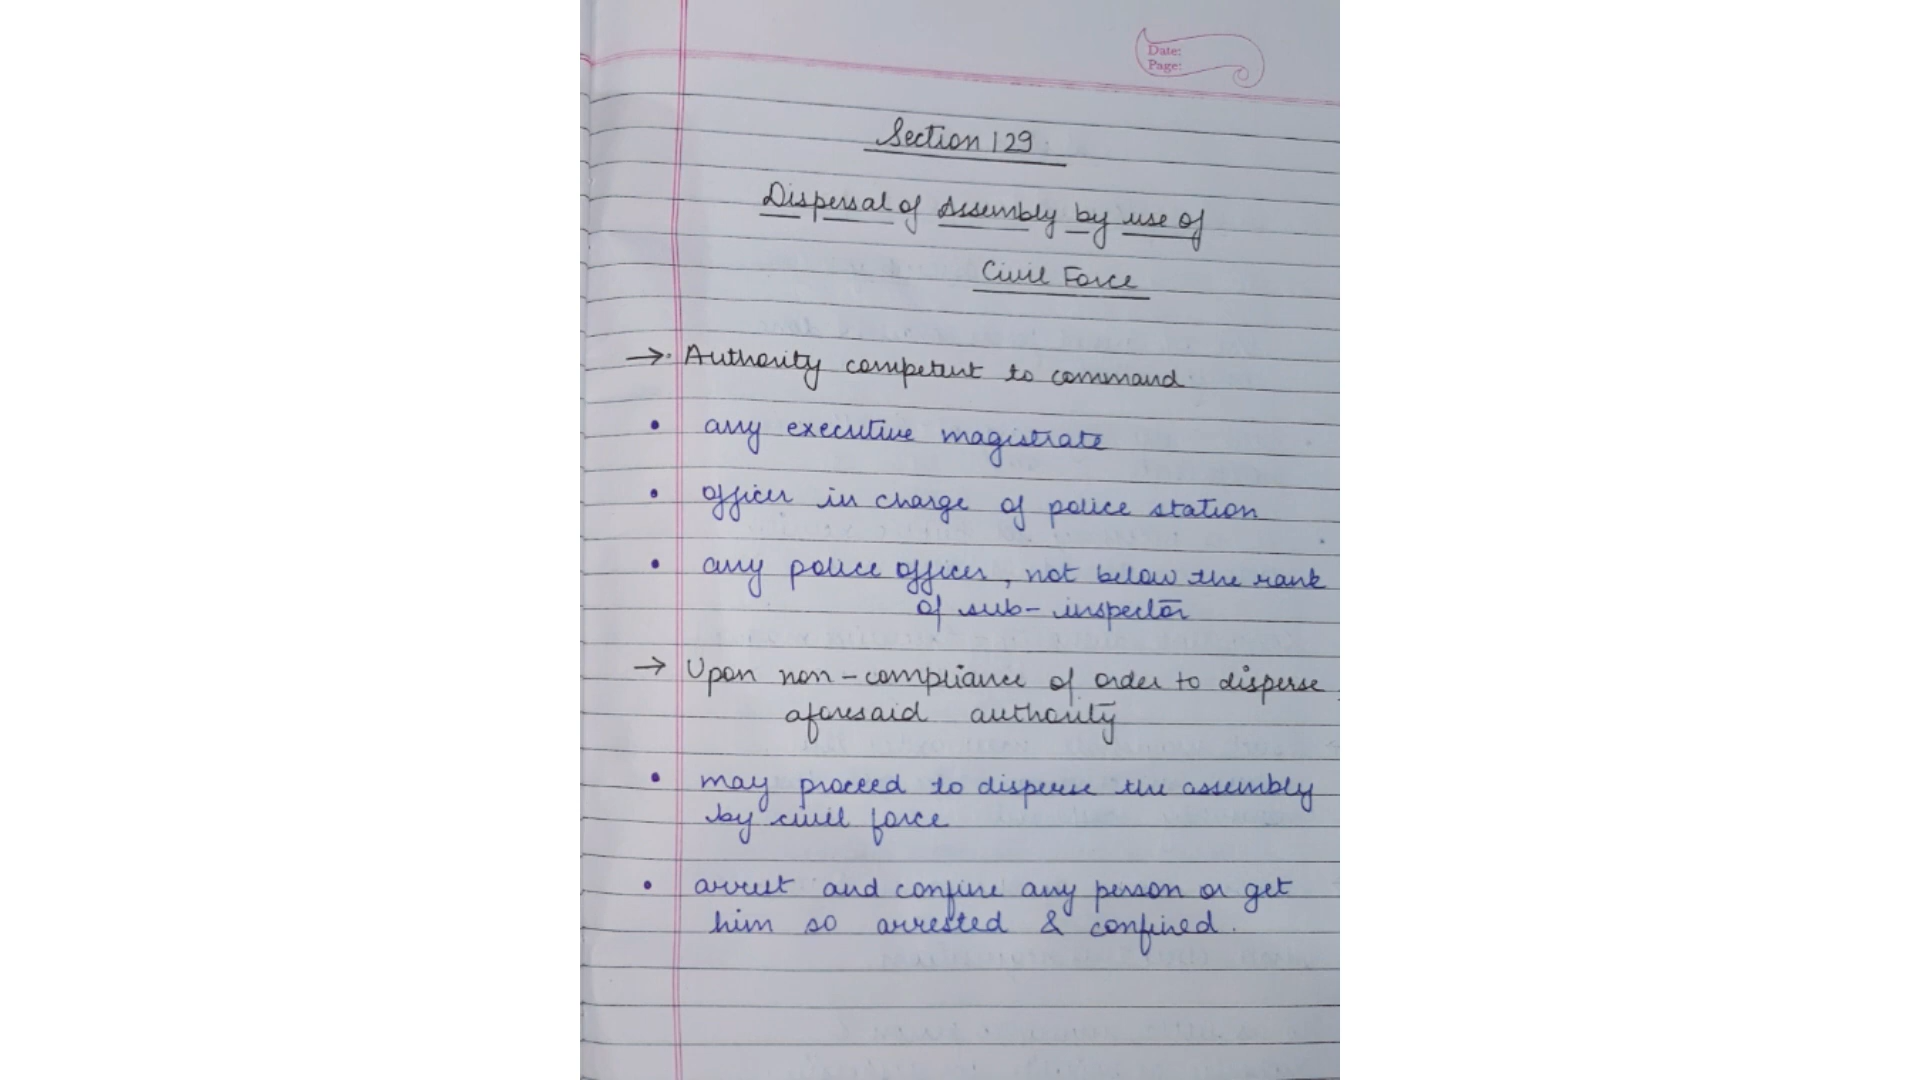 Date:
Page:
Section 129
Dispersal of Assembly by use of
Civil Force
→. Authority competent to command
• any executive magistrate
• officer in charge of police station
• any police officer, not below the rank
of sub-inspector
→ Upon non-compliance of order to disperse
aforesaid authority
• may proceed to disperse the assembly
by civil force
• arrest and confine any person or get
him so arrested & confined.